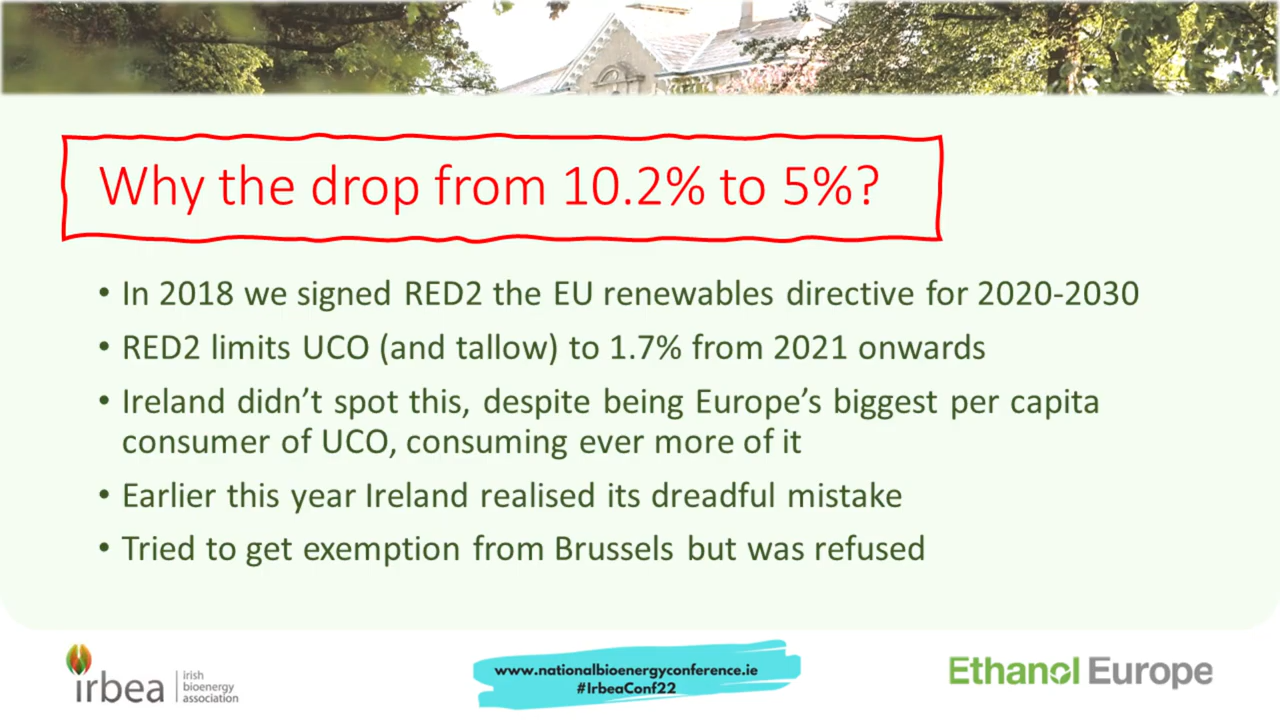 Why the drop from 10.2% to 5%?
• In 2018 we signed RED2 the EU renewables directive for 2020-2030
• RED2 limits UCO (and tallow) to 1.7% from 2021 onwards
• Ireland didn’t spot this, despite being Europe’s biggest per capita
consumer of UCO, consuming ever more of it
• Earlier this year Ireland realised its dreadful mistake
• Tried to get exemption from Brussels but was refused
irbea
irish
bioenergy
association
www.nationalbioenergyconference.ie
#IrbeaConf22
Ethanol Europe